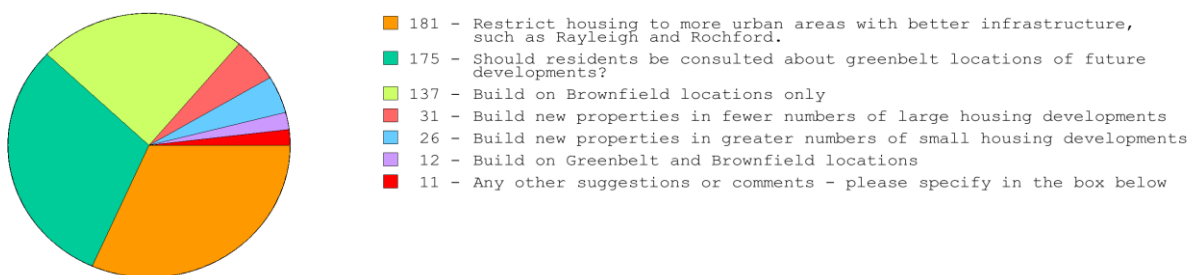 181 - Restrict housing to more urban areas with better infrastructure,
such as Rayleigh and Rochford.
175 - Should residents be consulted about greenbelt locations of future
developments?
137 - Build on Brownfield locations only
31 - Build new properties in fewer numbers of large housing developments
26 - Build new properties in greater numbers of small housing developments
12 - Build on Greenbelt and Brownfield locations
11 - Any other suggestions or comments - please specify in the box below